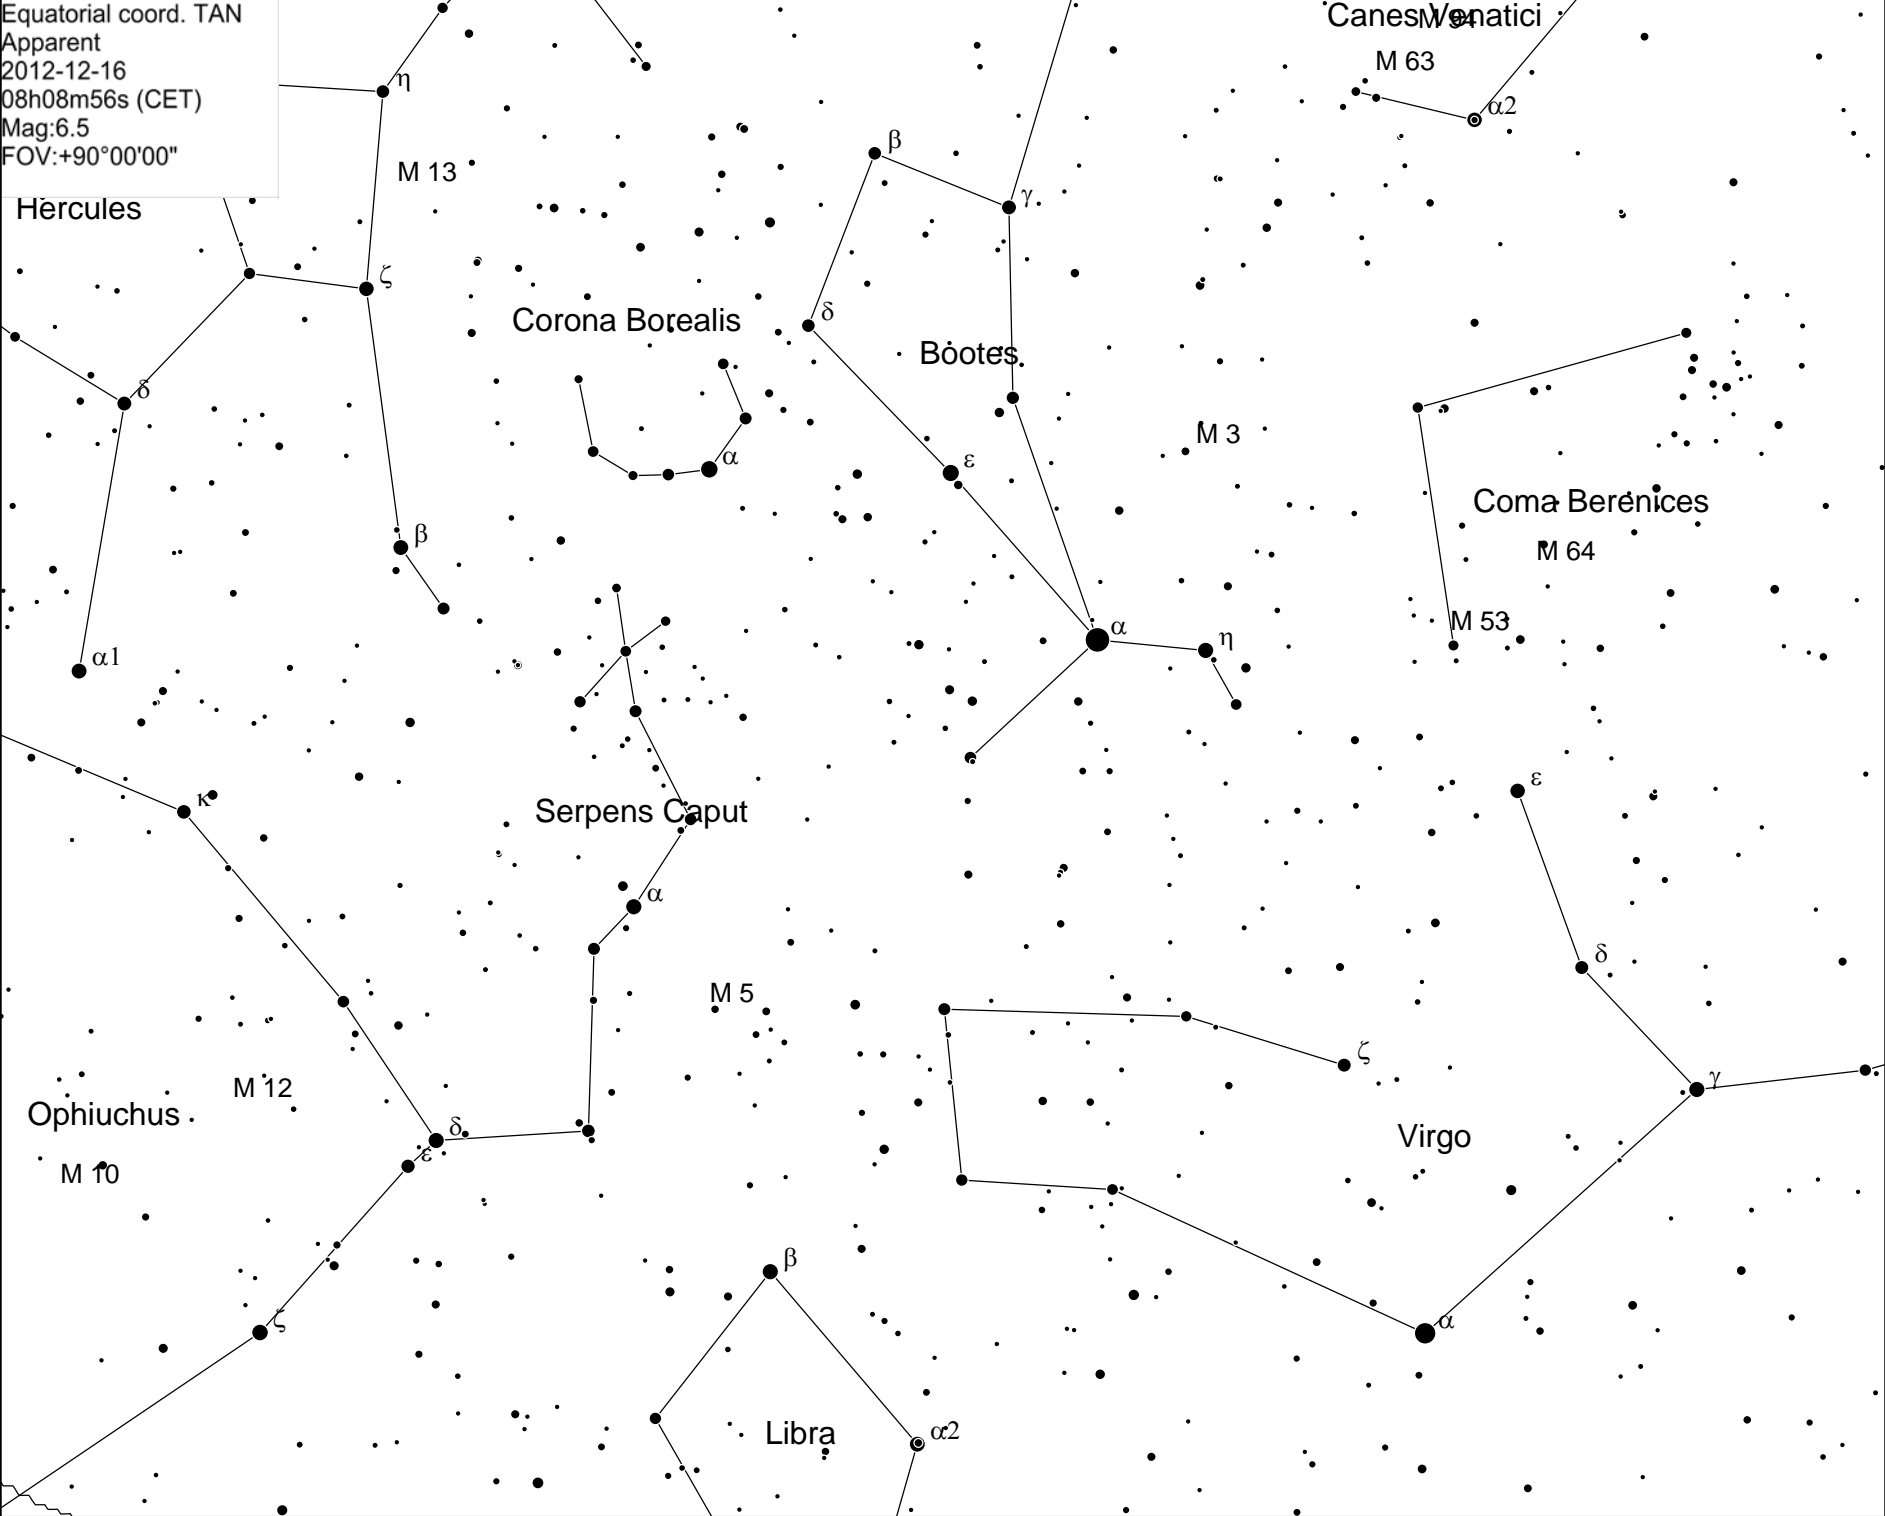 Equatorial coord. TAN
Apparent
2012-12-16
08h08m56s (CET)
Mag:6.5
FOV:+90°00'00"
Canes Venatici
M 94
M 63
α2
η
M 13
β
γ
Hercules
ζ
δ
Corona Borealis
Bootes
δ
M 3
α
ε
Coma Berenices
β
M 64
M 53
α
η
α1
ε
κ
Serpens Caput
α
δ
M 5
ζ
γ
M 12
Ophiuchus
δ
Virgo
ε
M 10
β
ζ
α
Libra
α2